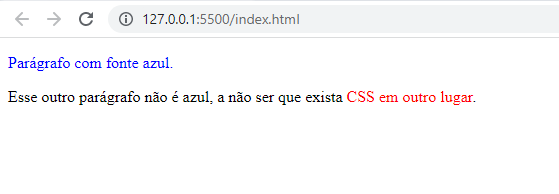 127.0.0.1:5500/index.html
Parágrafo com fonte azul.
Esse outro parágrafo não é azul, a não ser que exista CSS em outro lugar.